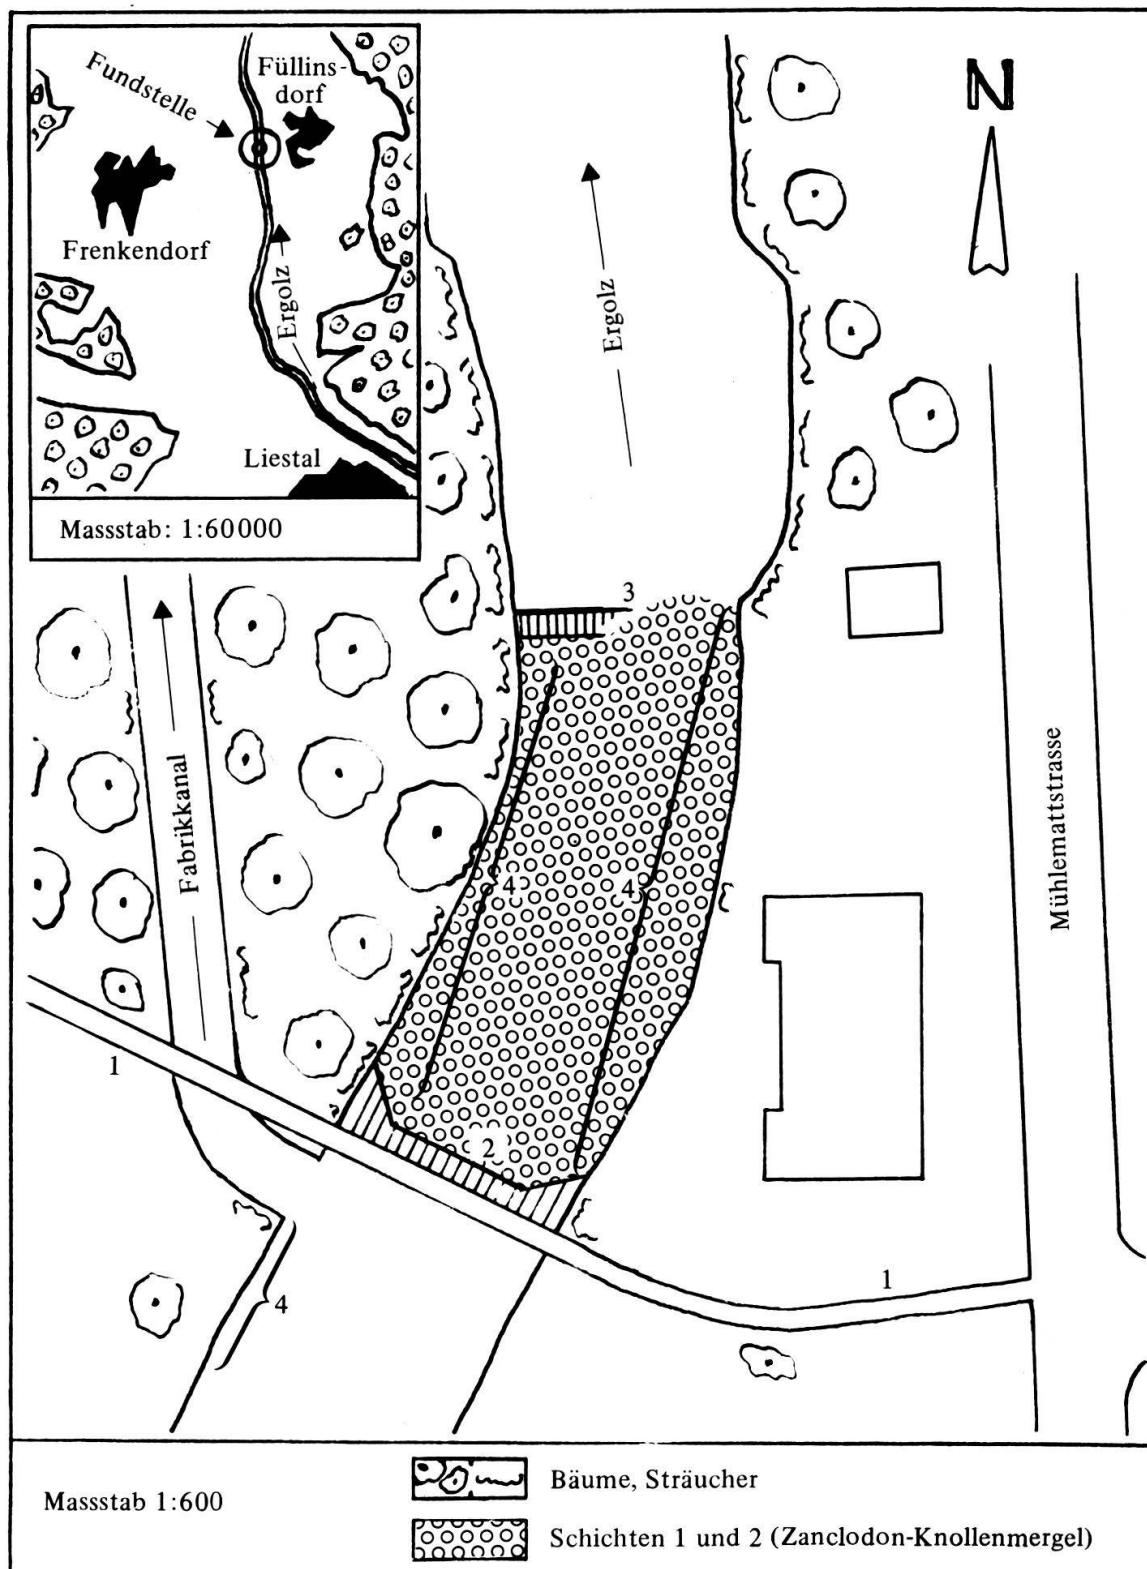 Fundstelle
Füllins-
dorf
Frenkendorf
Ergolz
Liestal
Massstab: 1:60000
N
Ergolz
3
Fabrikkanal
Mühlemattstrasse
4
4
1
2
4
1
Massstab 1:600
Bäume, Sträucher
Schichten 1 und 2 (Zanclodon-Knollenmergel)